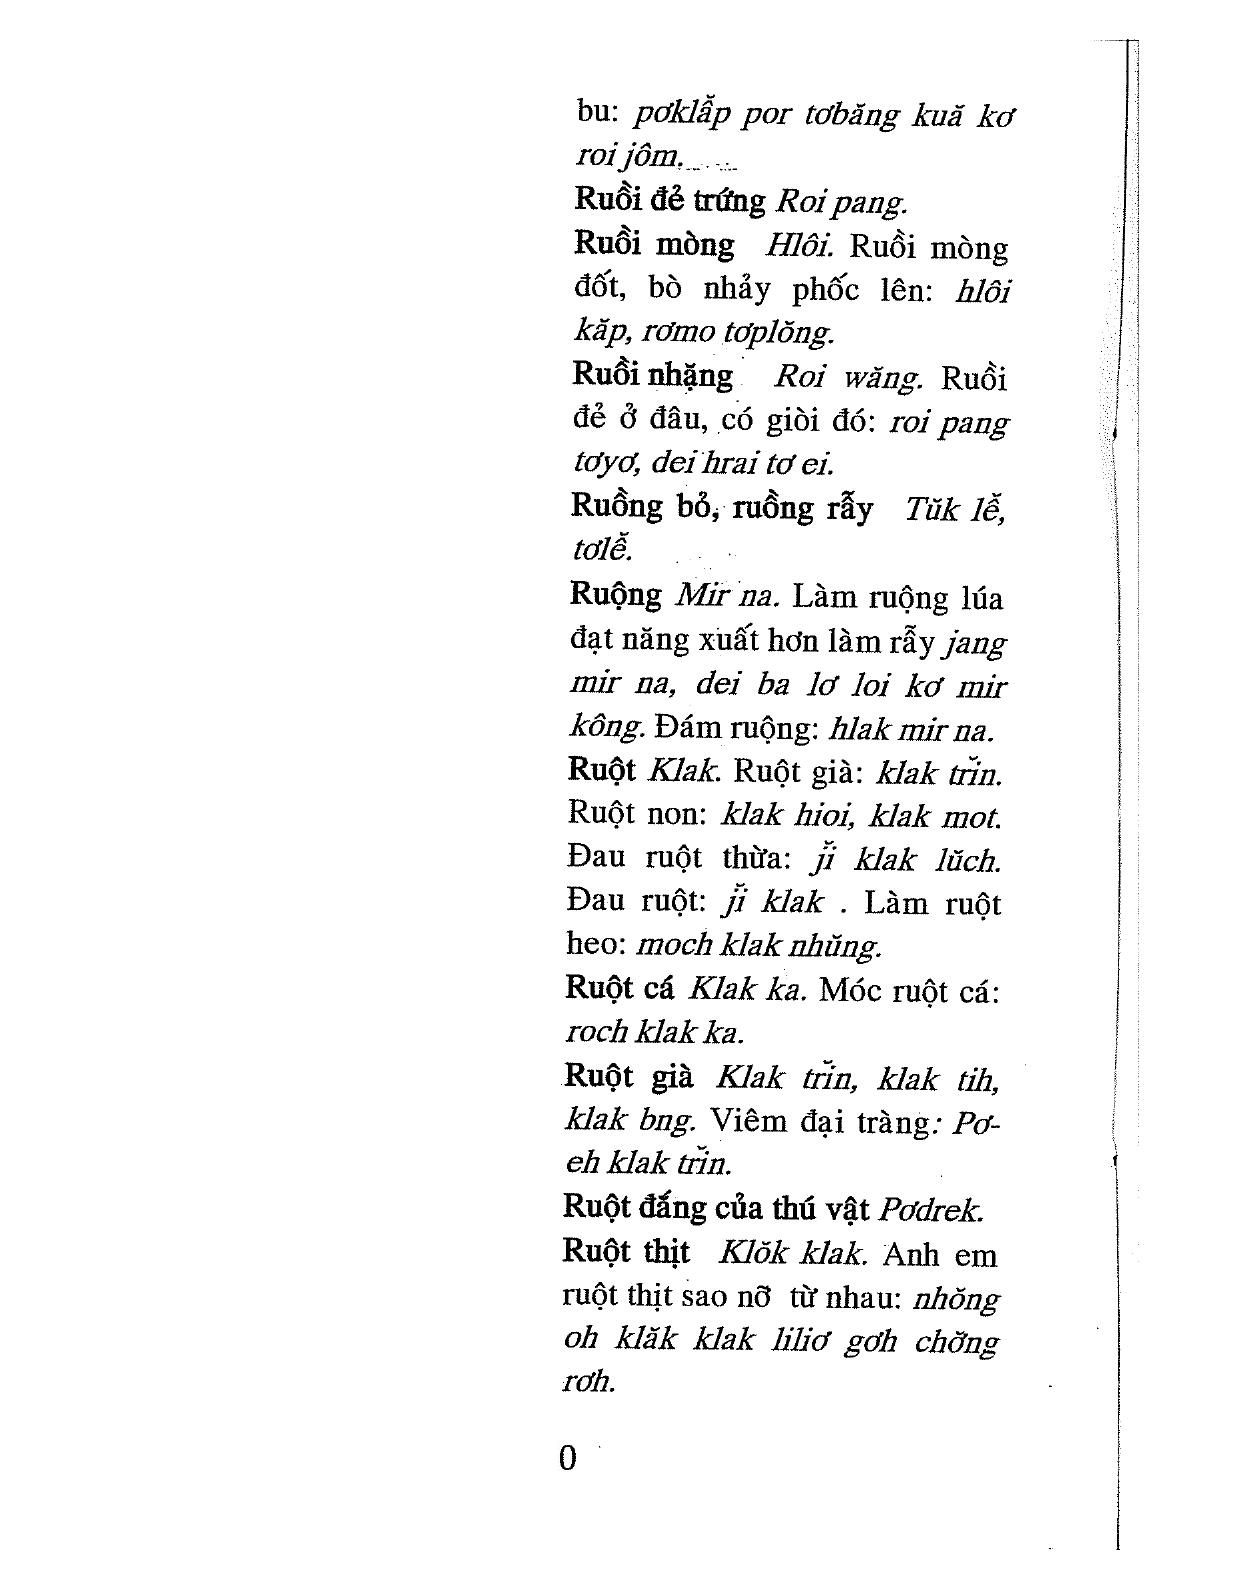 bu: pơklẵp por tơbăng kuă kơ
roi jôm.
Ruồi đẻ trứng Roi pang.
Ruồi mòng Hlôi. Ruồi mòng
đốt, bò nhảy phốc lên: hlôi
kăp, rơmo tơplŏng.
Ruồi nhặng Roi wăng. Ruồi
đẻ ở đâu, có giòi đó: roi pang
tơyơ, dei hrai tơ ei.
Ruồng bỏ, ruồng rẫy Tŭk lễ,
tơlễ.
Ruộng Mir na. Làm ruộng lúa
đạt năng xuất hơn làm rẫy jang
mir na, dei ba lơ loi kơ mir
kông. Đám ruộng: hlak mir na.
Ruột Klak. Ruột già: klak trĭn.
Ruột non: klak hioi, klak mot.
Đau ruột thừa: jĭ klak lŭch.
Đau ruột: jĭ klak . Làm ruột
heo: moch klak nhŭng.
Ruột cá Klak ka. Móc ruột cá:
roch klak ka.
Ruột già Klak trĭn, klak tih,
klak bng. Viêm đại tràng: Pơ-
eh klak trĭn.
Ruột đắng của thú vật Pơdrek.
Ruột thịt Klŏk klak. Anh em
ruột thịt sao nỡ từ nhau: nhŏng
oh klăk klak liliơ gơh chơ̆ng
rơh.
0